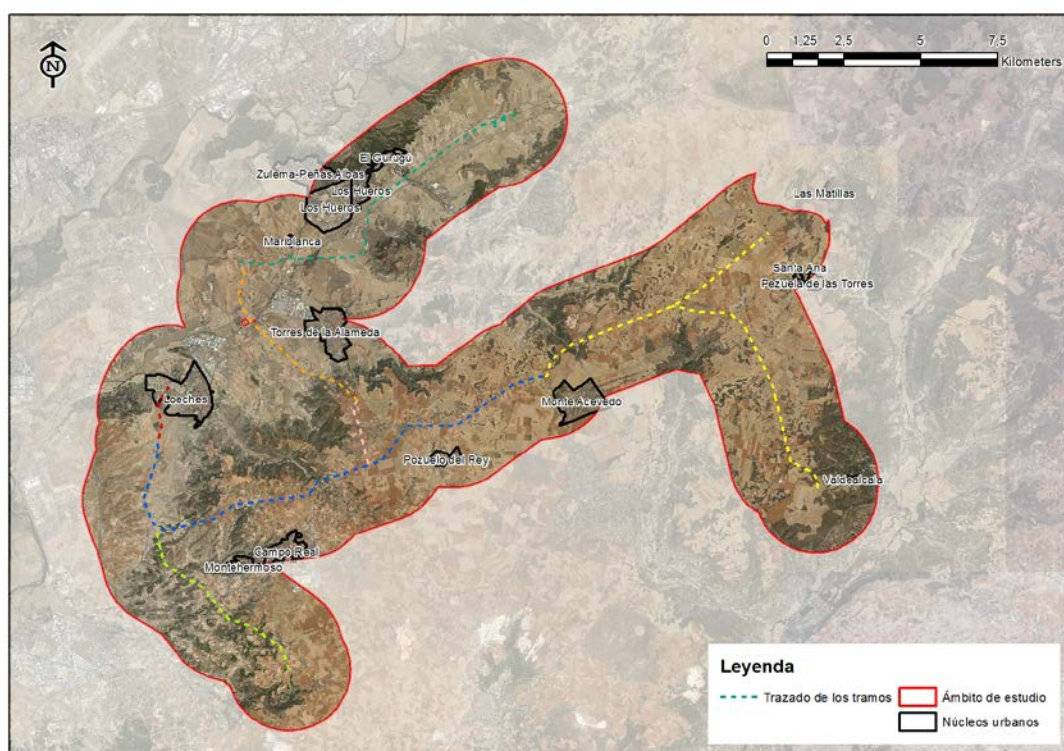 N
0 1,25 2,5 5 7,5
Kilometers
El Gurugú
Zulema-Peñas Albas
Los Hueros
Los Hueros
Mariblanca
Las Matillas
Santa Ana
Pezuela de las Torres
Torres de la Alameda
Loeches
Monte Acevedo
Pozuelo del Rey
Valdealcalá
Campo Real
Montehermoso
Leyenda
Trazado de los tramos
Ámbito de estudio
Núcleos urbanos